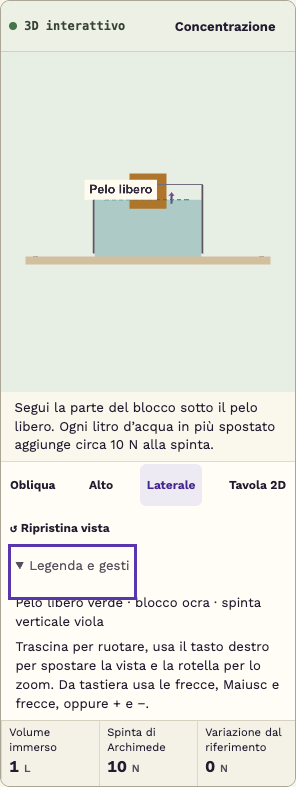 3D interattivo
Concentrazione
Pelo libero
Segui la parte del blocco sotto il pelo
libero. Ogni litro d’acqua in più spostato
aggiunge circa 10 N alla spinta.
Obliqua Alto Laterale Tavola 2D
↺ Ripristina vista
▼ Legenda e gesti
Pelo libero verde · blocco ocra · spinta
verticale viola
Trascina per ruotare, usa il tasto destro
per spostare la vista e la rotella per lo
zoom. Da tastiera usa le frecce, Maiusc e
frecce, oppure + e −.
Volume
immerso
1 L
Spinta di
Archimede
10 N
Variazione dal
riferimento
0 N